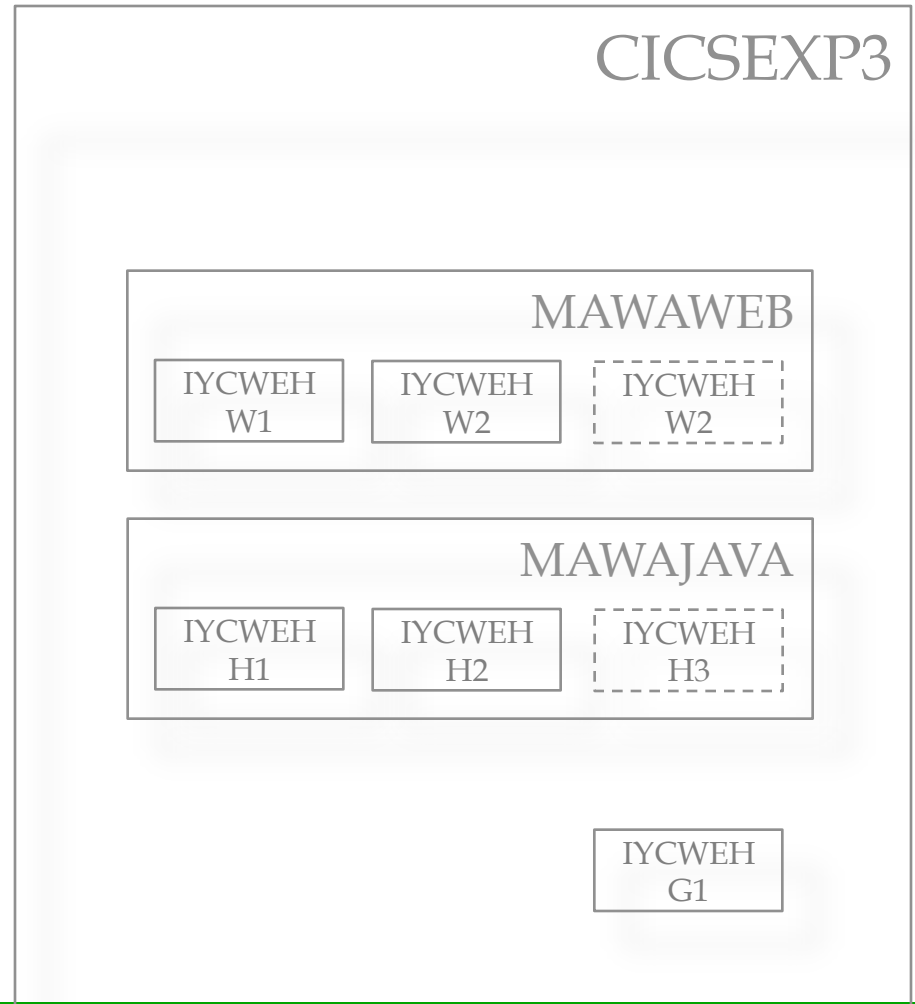 CICSEXP3
MAWAWEB
IYCWEH
W1
IYCWEH
W2
IYCWEH
W2
MAWAJAVA
IYCWEH
H1
IYCWEH
H2
IYCWEH
H3
IYCWEH
G1